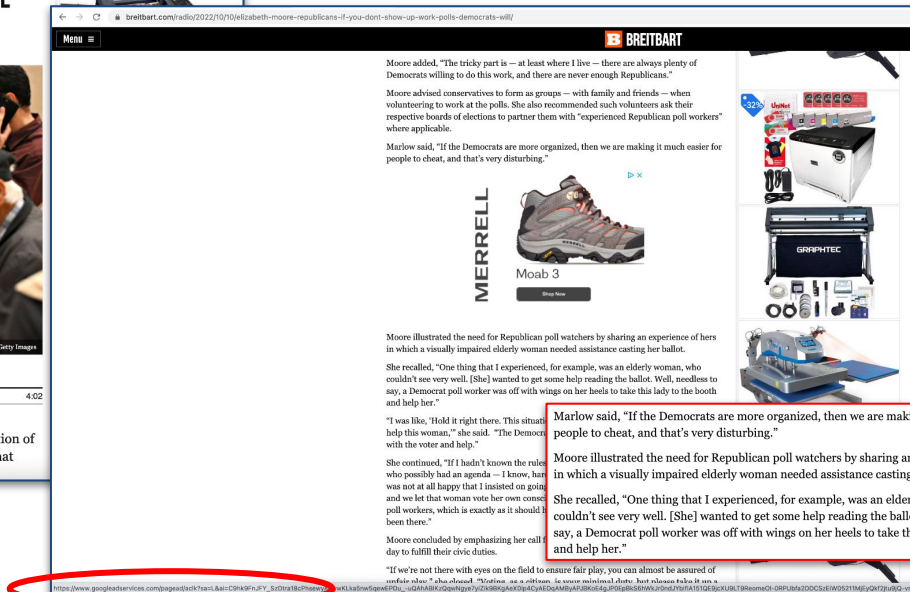 breitbart.com/radio/2022/10/10/elizabeth-moore-republicans-if-you-dont-show-up-work-polls-democrats-will/
Menu
B BREITBART
Moore added, “The tricky part is — at least where I live — there are always plenty of
Democrats willing to do this work, and there are never enough Republicans.”
Moore advised conservatives to form as groups — with family and friends — when
volunteering to work at the polls. She also recommended such volunteers ask their
respective boards of elections to partner them with “experienced Republican poll workers”
where applicable.
Marlow said, “If the Democrats are more organized, then we are making it much easier for
people to cheat, and that’s very disturbing.”
MERRELL
Moab 3
Shop Now
-32%
UniNet
GRAPHTEC
Getty Images
4:02
tion of
hat
Moore illustrated the need for Republican poll watchers by sharing an experience of hers
in which a visually impaired elderly woman needed assistance casting her ballot.
She recalled, “One thing that I experienced, for example, was an elderly woman, who
couldn’t see very well. [She] wanted to get some help reading the ballot. Well, needless to
say, a Democrat poll worker was off with wings on her heels to take this lady to the booth
and help her.”
“I was like, ‘Hold it right there. This situati
help this woman,’” she said. “The Democr
with the voter and help.”
She continued, “If I hadn’t known the rules
who possibly had an agenda — I know, har
was not at all happy that I insisted on going
and we let that woman vote her own consci
poll workers, which is exactly as it should h
been there.”
Moore concluded by emphasizing her call f
day to fulfill their civic duties.
“If we’re not there with eyes on the field to ensure fair play, you can almost be assured of
unfair play,” she closed. “Voting, as a citizen, is your minimal duty, but please take it up a
Marlow said, “If the Democrats are more organized, then we are maki
people to cheat, and that’s very disturbing.”
Moore illustrated the need for Republican poll watchers by sharing an
in which a visually impaired elderly woman needed assistance casting
She recalled, “One thing that I experienced, for example, was an elder
couldn’t see very well. [She] wanted to get some help reading the ballo
say, a Democrat poll worker was off with wings on her heels to take th
and help her.”